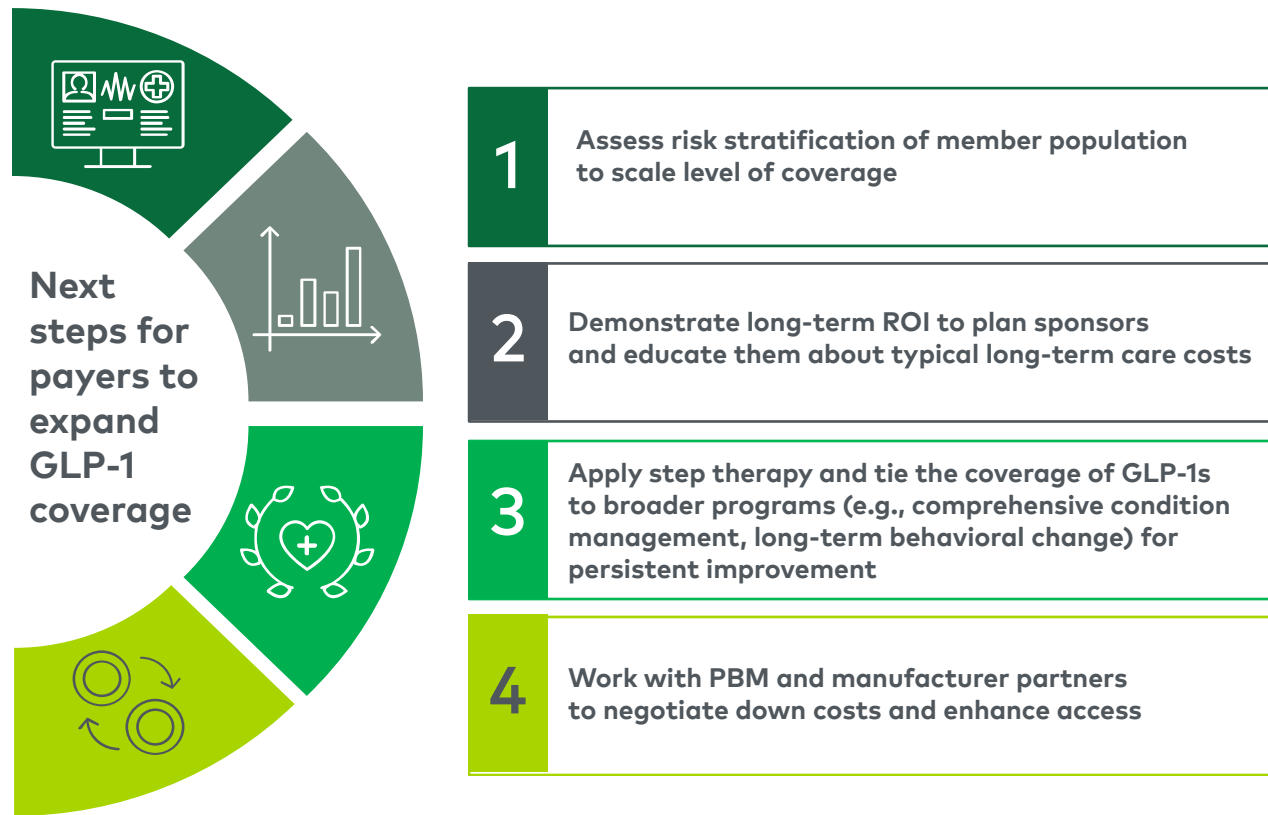 Next
steps for
payers to
expand
GLP-1
coverage
1
Assess risk stratification of member population
to scale level of coverage
2
Demonstrate long-term ROI to plan sponsors
and educate them about typical long-term care costs
3
Apply step therapy and tie the coverage of GLP-1s
to broader programs (e.g., comprehensive condition
management, long-term behavioral change) for
persistent improvement
4
Work with PBM and manufacturer partners
to negotiate down costs and enhance access